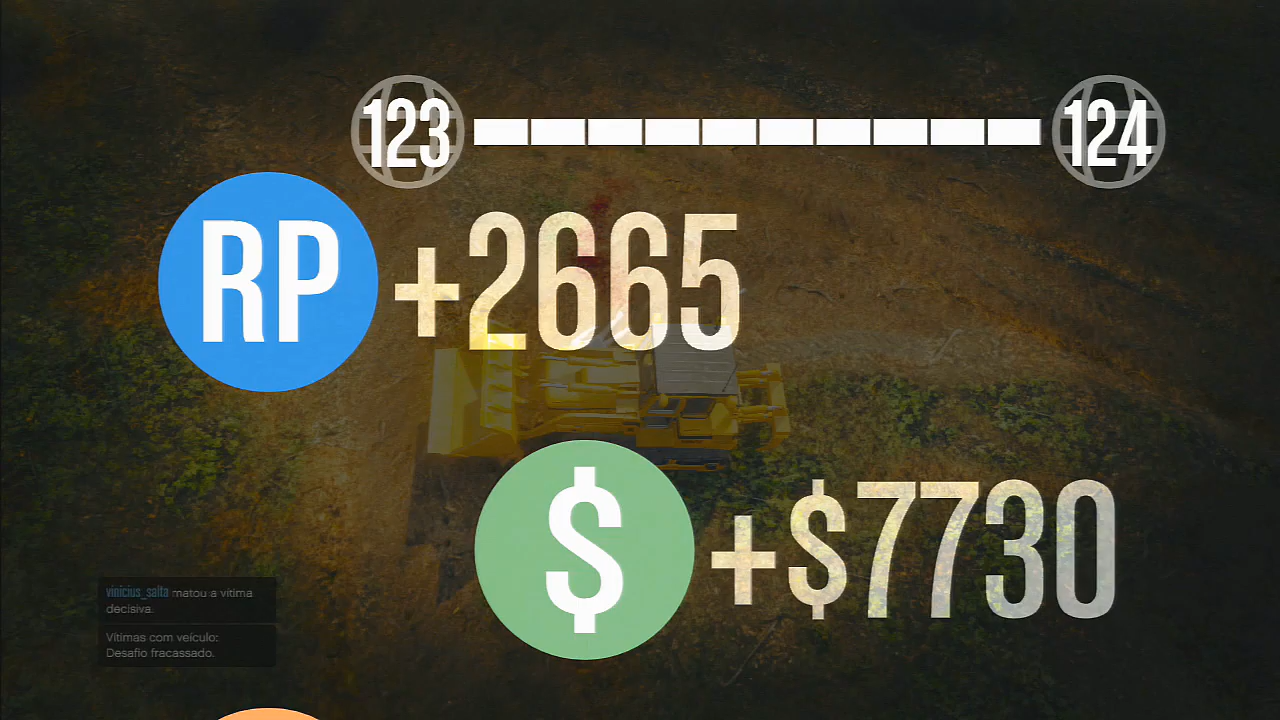 123 124
RP +2665
$ +$7730
vinicius_salta matou a vítima
decisiva.
Vítimas com veículo:
Desafio fracassado.